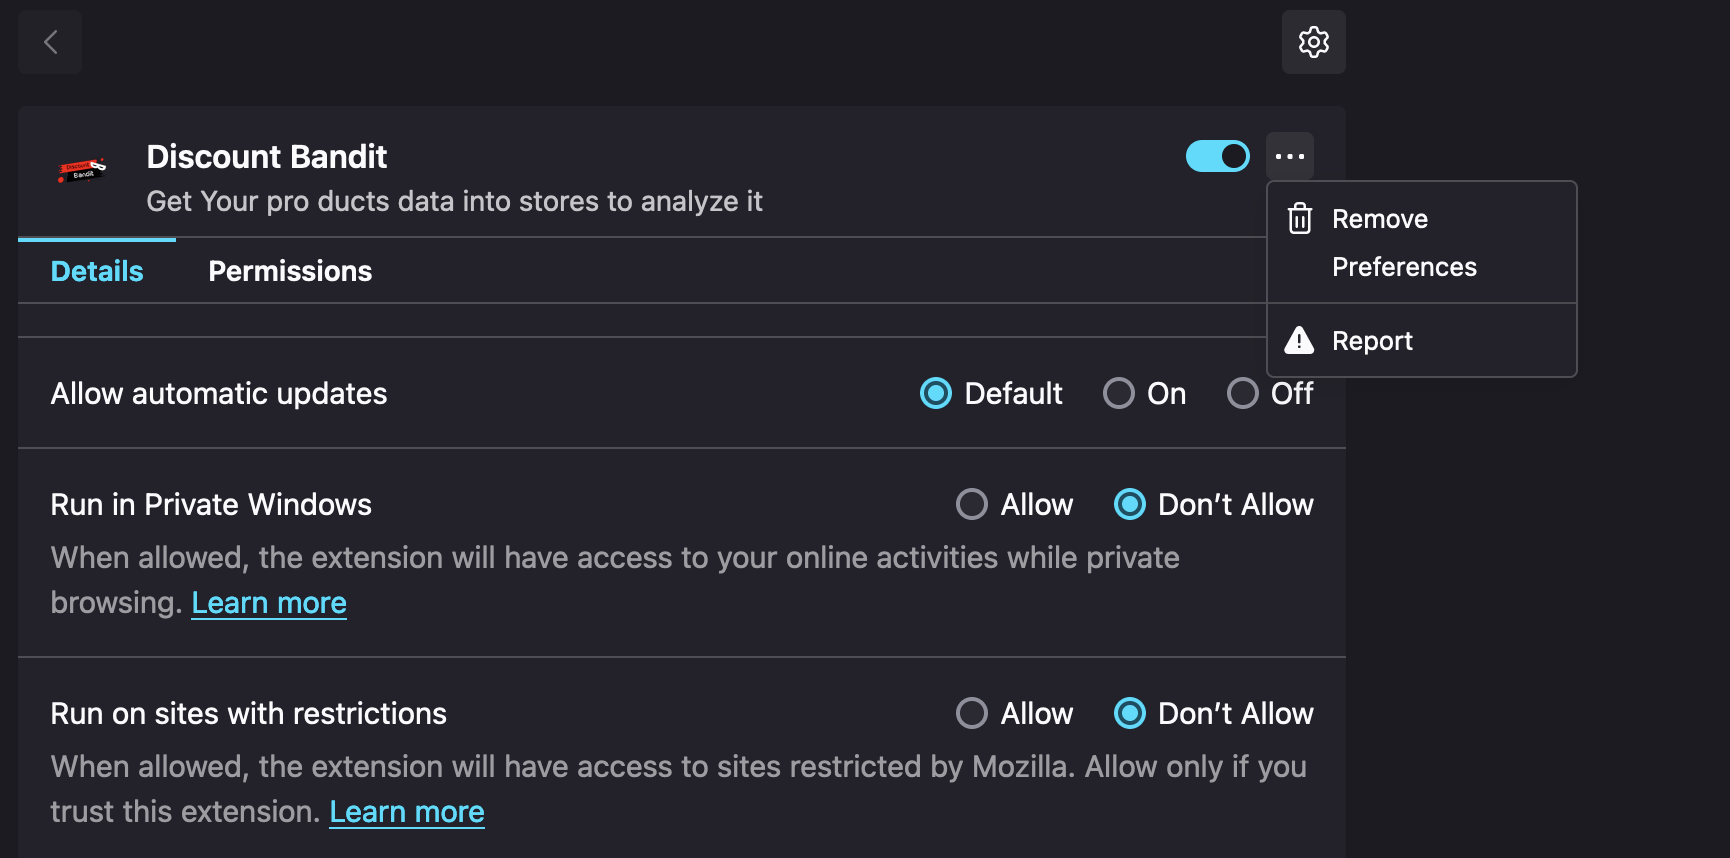 Discount
Bandit
Discount Bandit
Get Your pro ducts data into stores to analyze it
Remove
Preferences
Report
Details Permissions
Allow automatic updates Default On Off
Run in Private Windows Allow Don't Allow
When allowed, the extension will have access to your online activities while private
browsing. Learn more
Run on sites with restrictions Allow Don't Allow
When allowed, the extension will have access to sites restricted by Mozilla. Allow only if you
trust this extension. Learn more